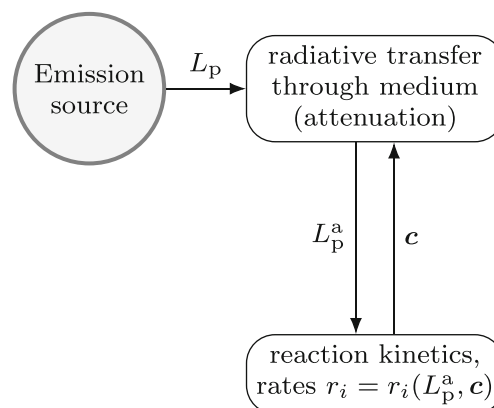 Emission
source
L_p
radiative transfer
through medium
(attenuation)
L_p^a
c
reaction kinetics,
rates r_i = r_i(L_p^a, c)